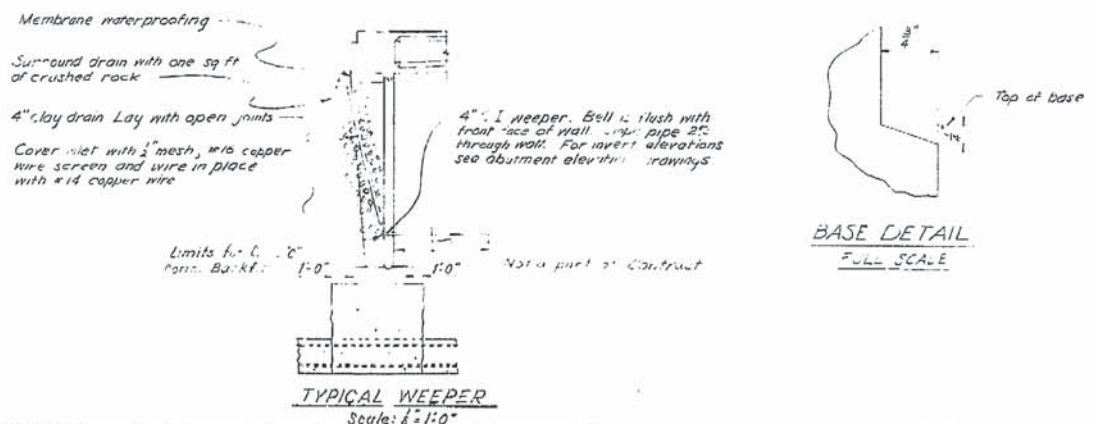 Membrane waterproofing
Surround drain with one sq ft
of crushed rock
4" clay drain Lay with open joints
Cover inlet with ½" mesh, #16 copper
wire screen and wire in place
with #14 copper wire
4" C. I weeper. Bell is flush with
front face of wall. pipe 2%
through wall. For invert elevations
see abutment elevation drawings
Limits for
Backf
1'-0"
1'-0"
Not a part of Contract
TYPICAL WEEPER
Scale: = 1'-0"
Top of base
BASE DETAIL
FULL SCALE